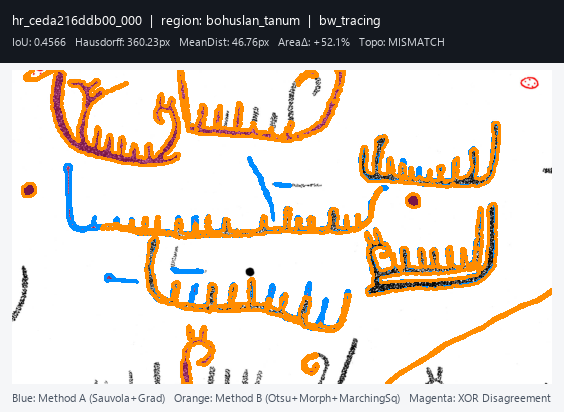 hr_ceda216ddb00_000 | region: bohuslan_tanum | bw_tracing
IoU: 0.4566 Hausdorff: 360.23px MeanDist: 46.76px AreaΔ: +52.1% Topo: MISMATCH
Blue: Method A (Sauvola+Grad) Orange: Method B (Otsu+Morph+MarchingSq) Magenta: XOR Disagreement